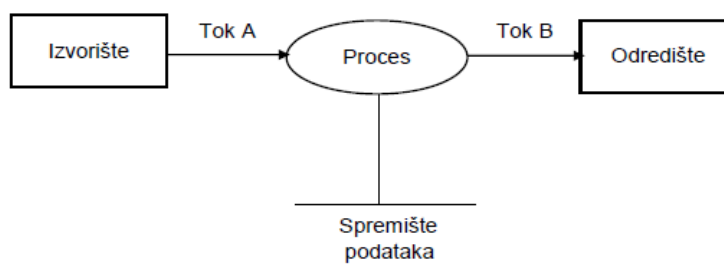 Tok A
Tok B
Izvorište
Proces
Odredište
Spremište
podataka